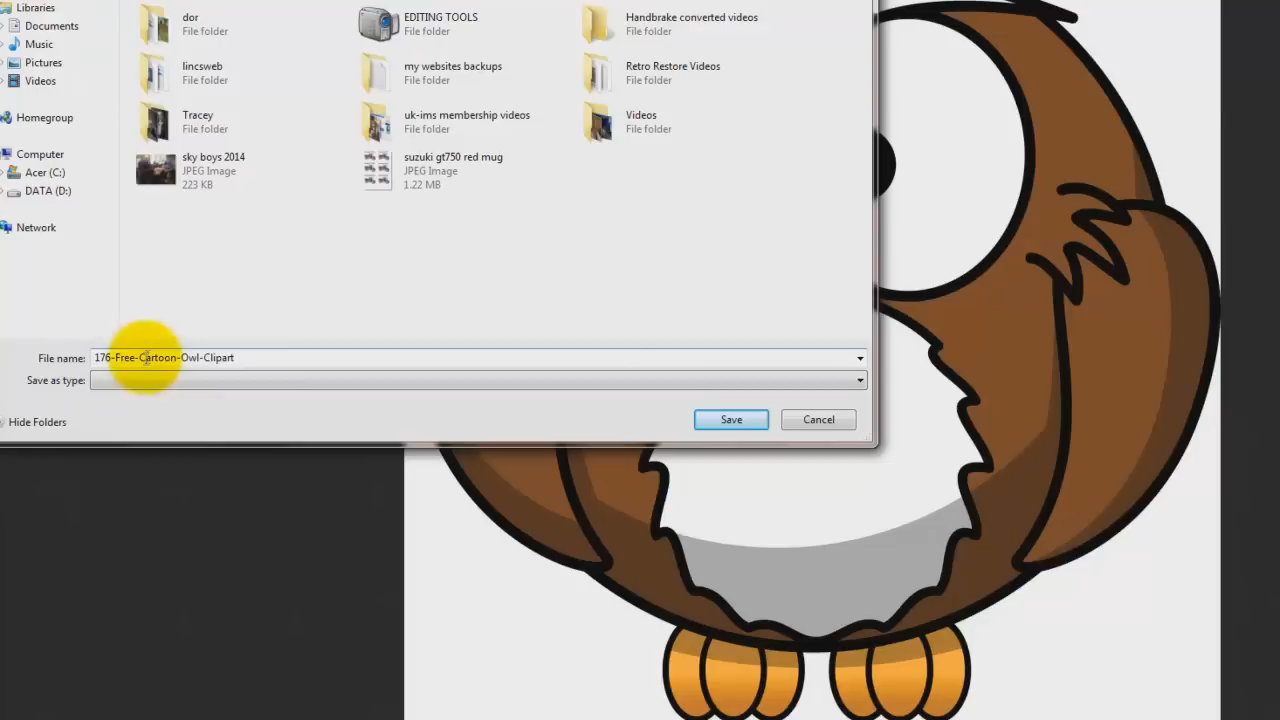 Libraries
Documents
Music
Pictures
Videos
Homegroup
Computer
Acer (C:)
DATA (D:)
Network
dor
File folder
EDITING TOOLS
File folder
Handbrake converted videos
File folder
lincsweb
File folder
my websites backups
File folder
Retro Restore Videos
File folder
Tracey
File folder
uk-ims membership videos
File folder
Videos
File folder
sky boys 2014
JPEG Image
223 KB
suzuki gt750 red mug
JPEG Image
1.22 MB
File name: 176-Free-Cartoon-Owl-Clipart
Save as type:
Hide Folders
Save
Cancel